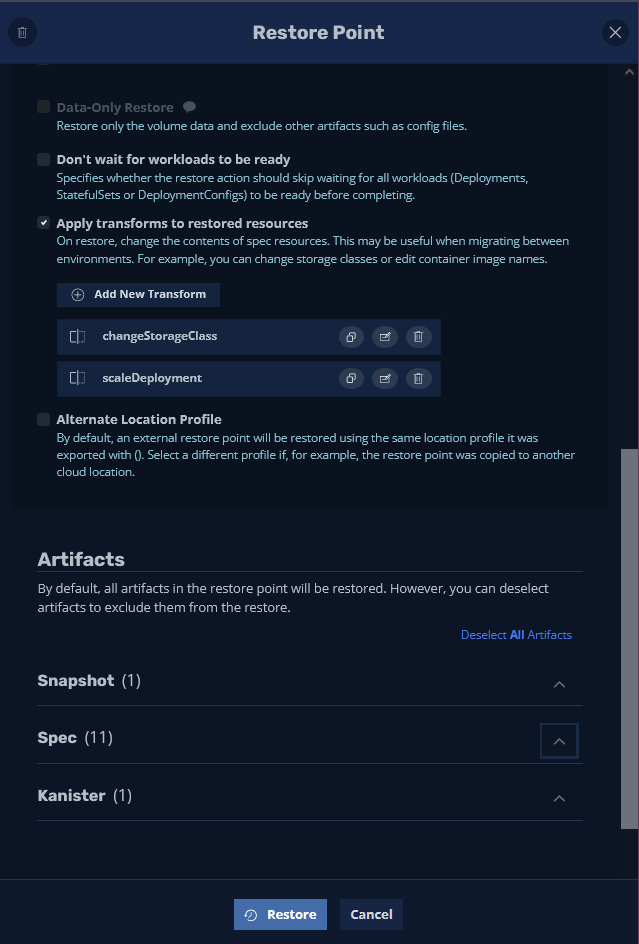 Restore Point
Data-Only Restore
Restore only the volume data and exclude other artifacts such as config files.
Don't wait for workloads to be ready
Specifies whether the restore action should skip waiting for all workloads (Deployments,
StatefulSets or DeploymentConfigs) to be ready before completing.
Apply transforms to restored resources
On restore, change the contents of spec resources. This may be useful when migrating between
environments. For example, you can change storage classes or edit container image names.
Add New Transform
changeStorageClass
scaleDeployment
Alternate Location Profile
By default, an external restore point will be restored using the same location profile it was
exported with (). Select a different profile if, for example, the restore point was copied to another
cloud location.
Artifacts
By default, all artifacts in the restore point will be restored. However, you can deselect
artifacts to exclude them from the restore.
Deselect All Artifacts
Snapshot (1)
Spec (11)
Kanister (1)
Restore Cancel